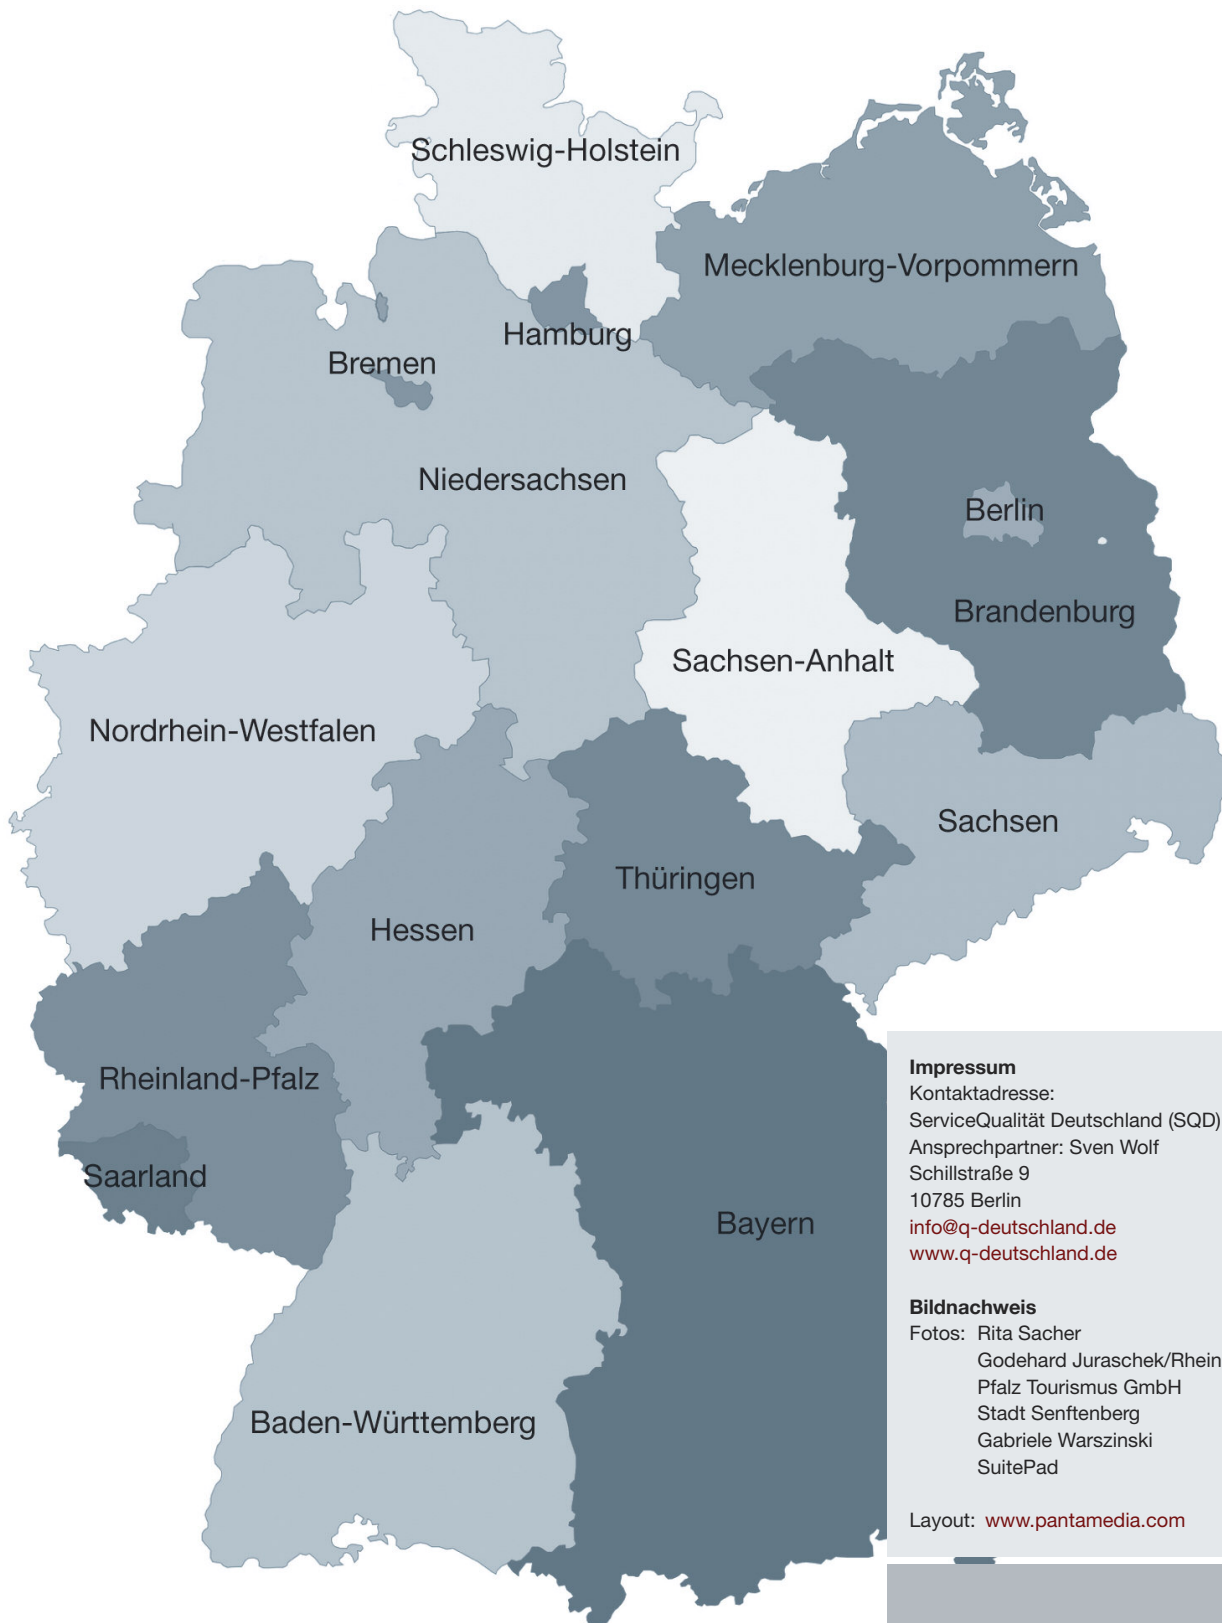 Schleswig-Holstein
Mecklenburg-Vorpommern
Hamburg
Bremen
Niedersachsen
Berlin
Brandenburg
Sachsen-Anhalt
Nordrhein-Westfalen
Sachsen
Thüringen
Hessen
Rheinland-Pfalz
Saarland
Bayern
Baden-Württemberg
Impressum
Kontaktadresse:
ServiceQualität Deutschland (SQD)
Ansprechpartner: Sven Wolf
Schillstraße 9
10785 Berlin
info@q-deutschland.de
www.q-deutschland.de
Bildnachweis
Fotos: Rita Sacher
Godehard Juraschek/Rhein
Pfalz Tourismus GmbH
Stadt Senftenberg
Gabriele Warszinski
SuitePad
Layout: www.pantamedia.com